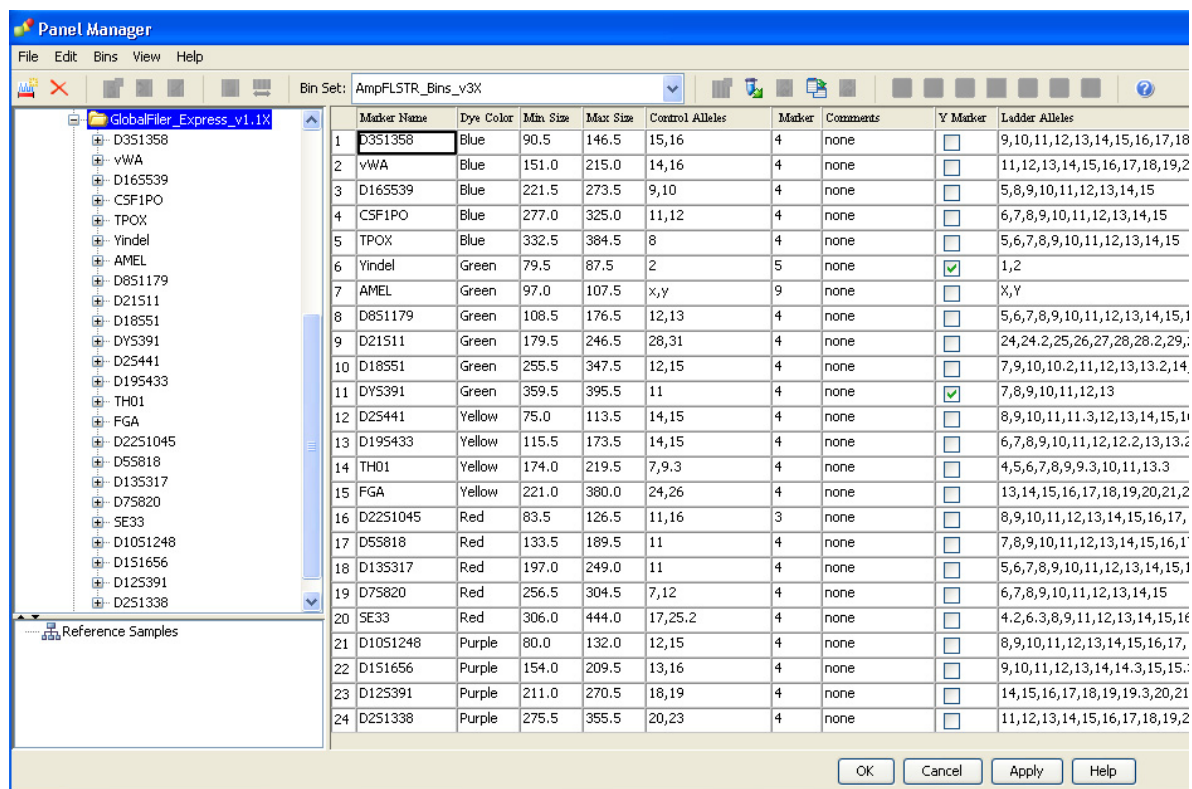 Panel Manager
File Edit Bins View Help
Bin Set: AmpFLSTR_Bins_v3X
GlobalFiler_Express_v1.1X
D3S1358
vWA
D16S539
CSF1PO
TPOX
Yindel
AMEL
D8S1179
D21S11
D18S51
DYS391
D2S441
D19S433
TH01
FGA
D22S1045
D5S818
D13S317
D7S820
SE33
D10S1248
D1S1656
D12S391
D2S1338
Reference Samples
Marker Name Dye Color Min Size Max Size Control Alleles Marker Comments Y Marker Ladder Alleles
1 D3S1358 Blue 90.5 146.5 15,16 4 none 9,10,11,12,13,14,15,16,17,18
2 vWA Blue 151.0 215.0 14,16 4 none 11,12,13,14,15,16,17,18,19,2
3 D16S539 Blue 221.5 273.5 9,10 4 none 5,8,9,10,11,12,13,14,15
4 CSF1PO Blue 277.0 325.0 11,12 4 none 6,7,8,9,10,11,12,13,14,15
5 TPOX Blue 332.5 384.5 8 4 none 5,6,7,8,9,10,11,12,13,14,15
6 Yindel Green 79.5 87.5 2 5 none 1,2
7 AMEL Green 97.0 107.5 x,y 9 none X,Y
8 D8S1179 Green 108.5 176.5 12,13 4 none 5,6,7,8,9,10,11,12,13,14,15,1
9 D21S11 Green 179.5 246.5 28,31 4 none 24,24.2,25,26,27,28,28.2,29,
10 D18S51 Green 255.5 347.5 12,15 4 none 7,9,10,10.2,11,12,13,13.2,14,
11 DYS391 Green 359.5 395.5 11 4 none 7,8,9,10,11,12,13
12 D2S441 Yellow 75.0 113.5 14,15 4 none 8,9,10,11,11.3,12,13,14,15,1
13 D19S433 Yellow 115.5 173.5 14,15 4 none 6,7,8,9,10,11,12,12.2,13,13.2
14 TH01 Yellow 174.0 219.5 7,9.3 4 none 4,5,6,7,8,9,9.3,10,11,13.3
15 FGA Yellow 221.0 380.0 24,26 4 none 13,14,15,16,17,18,19,20,21,2
16 D22S1045 Red 83.5 126.5 11,16 3 none 8,9,10,11,12,13,14,15,16,17,
17 D5S818 Red 133.5 189.5 11 4 none 7,8,9,10,11,12,13,14,15,16,1
18 D13S317 Red 197.0 249.0 11 4 none 5,6,7,8,9,10,11,12,13,14,15,1
19 D7S820 Red 256.5 304.5 7,12 4 none 6,7,8,9,10,11,12,13,14,15
20 SE33 Red 306.0 444.0 17,25.2 4 none 4.2,6.3,8,9,11,12,13,14,15,16
21 D10S1248 Purple 80.0 132.0 12,15 4 none 8,9,10,11,12,13,14,15,16,17,
22 D1S1656 Purple 154.0 209.5 13,16 4 none 9,10,11,12,13,14,14.3,15,15.
23 D12S391 Purple 211.0 270.5 18,19 4 none 14,15,16,17,18,19,19.3,20,21
24 D2S1338 Purple 275.5 355.5 20,23 4 none 11,12,13,14,15,16,17,18,19,2
OK Cancel Apply Help